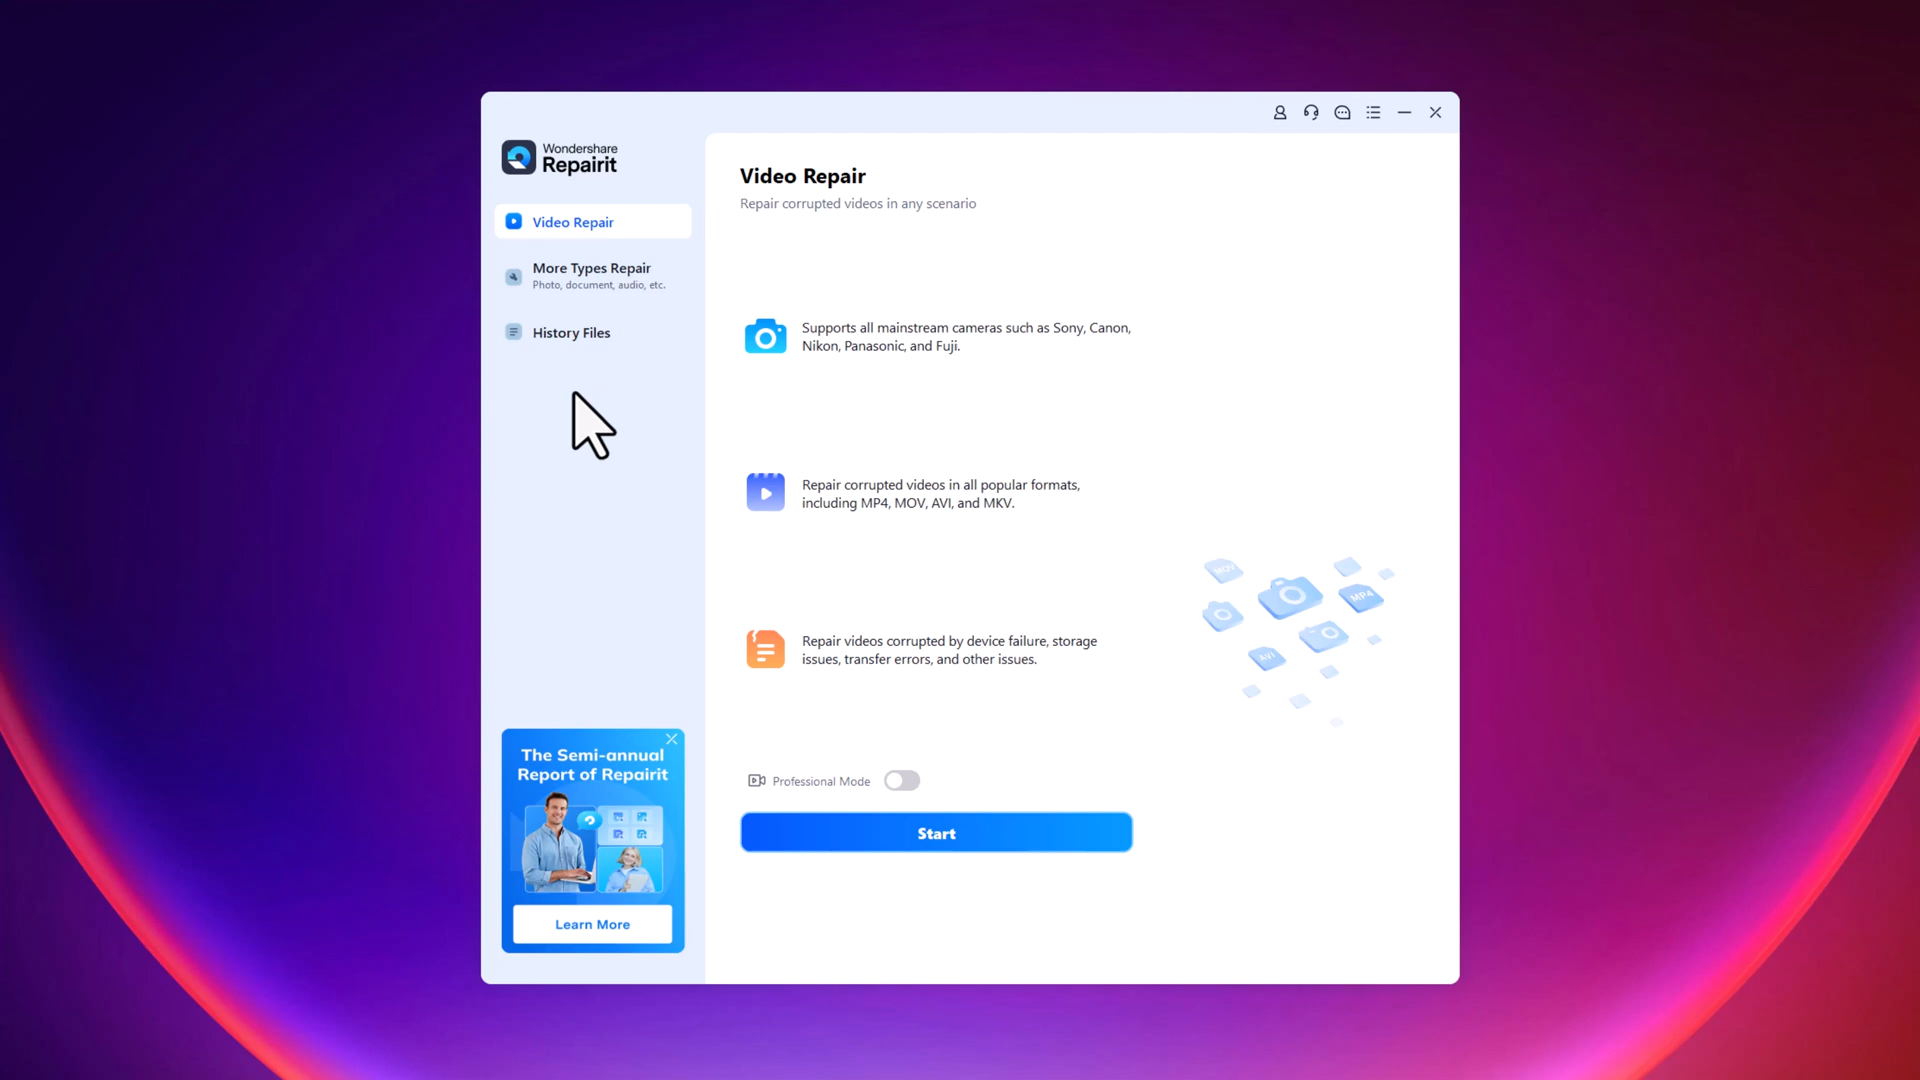 Wondershare
Repairit
Video Repair
More Types Repair
Photo, document, audio, etc.
History Files
The Semi-annual
Report of Repairit
Learn More
Video Repair
Repair corrupted videos in any scenario
Supports all mainstream cameras such as Sony, Canon,
Nikon, Panasonic, and Fuji.
Repair corrupted videos in all popular formats,
including MP4, MOV, AVI, and MKV.
Repair videos corrupted by device failure, storage
issues, transfer errors, and other issues.
MOV
MP4
AVI
Professional Mode
Start